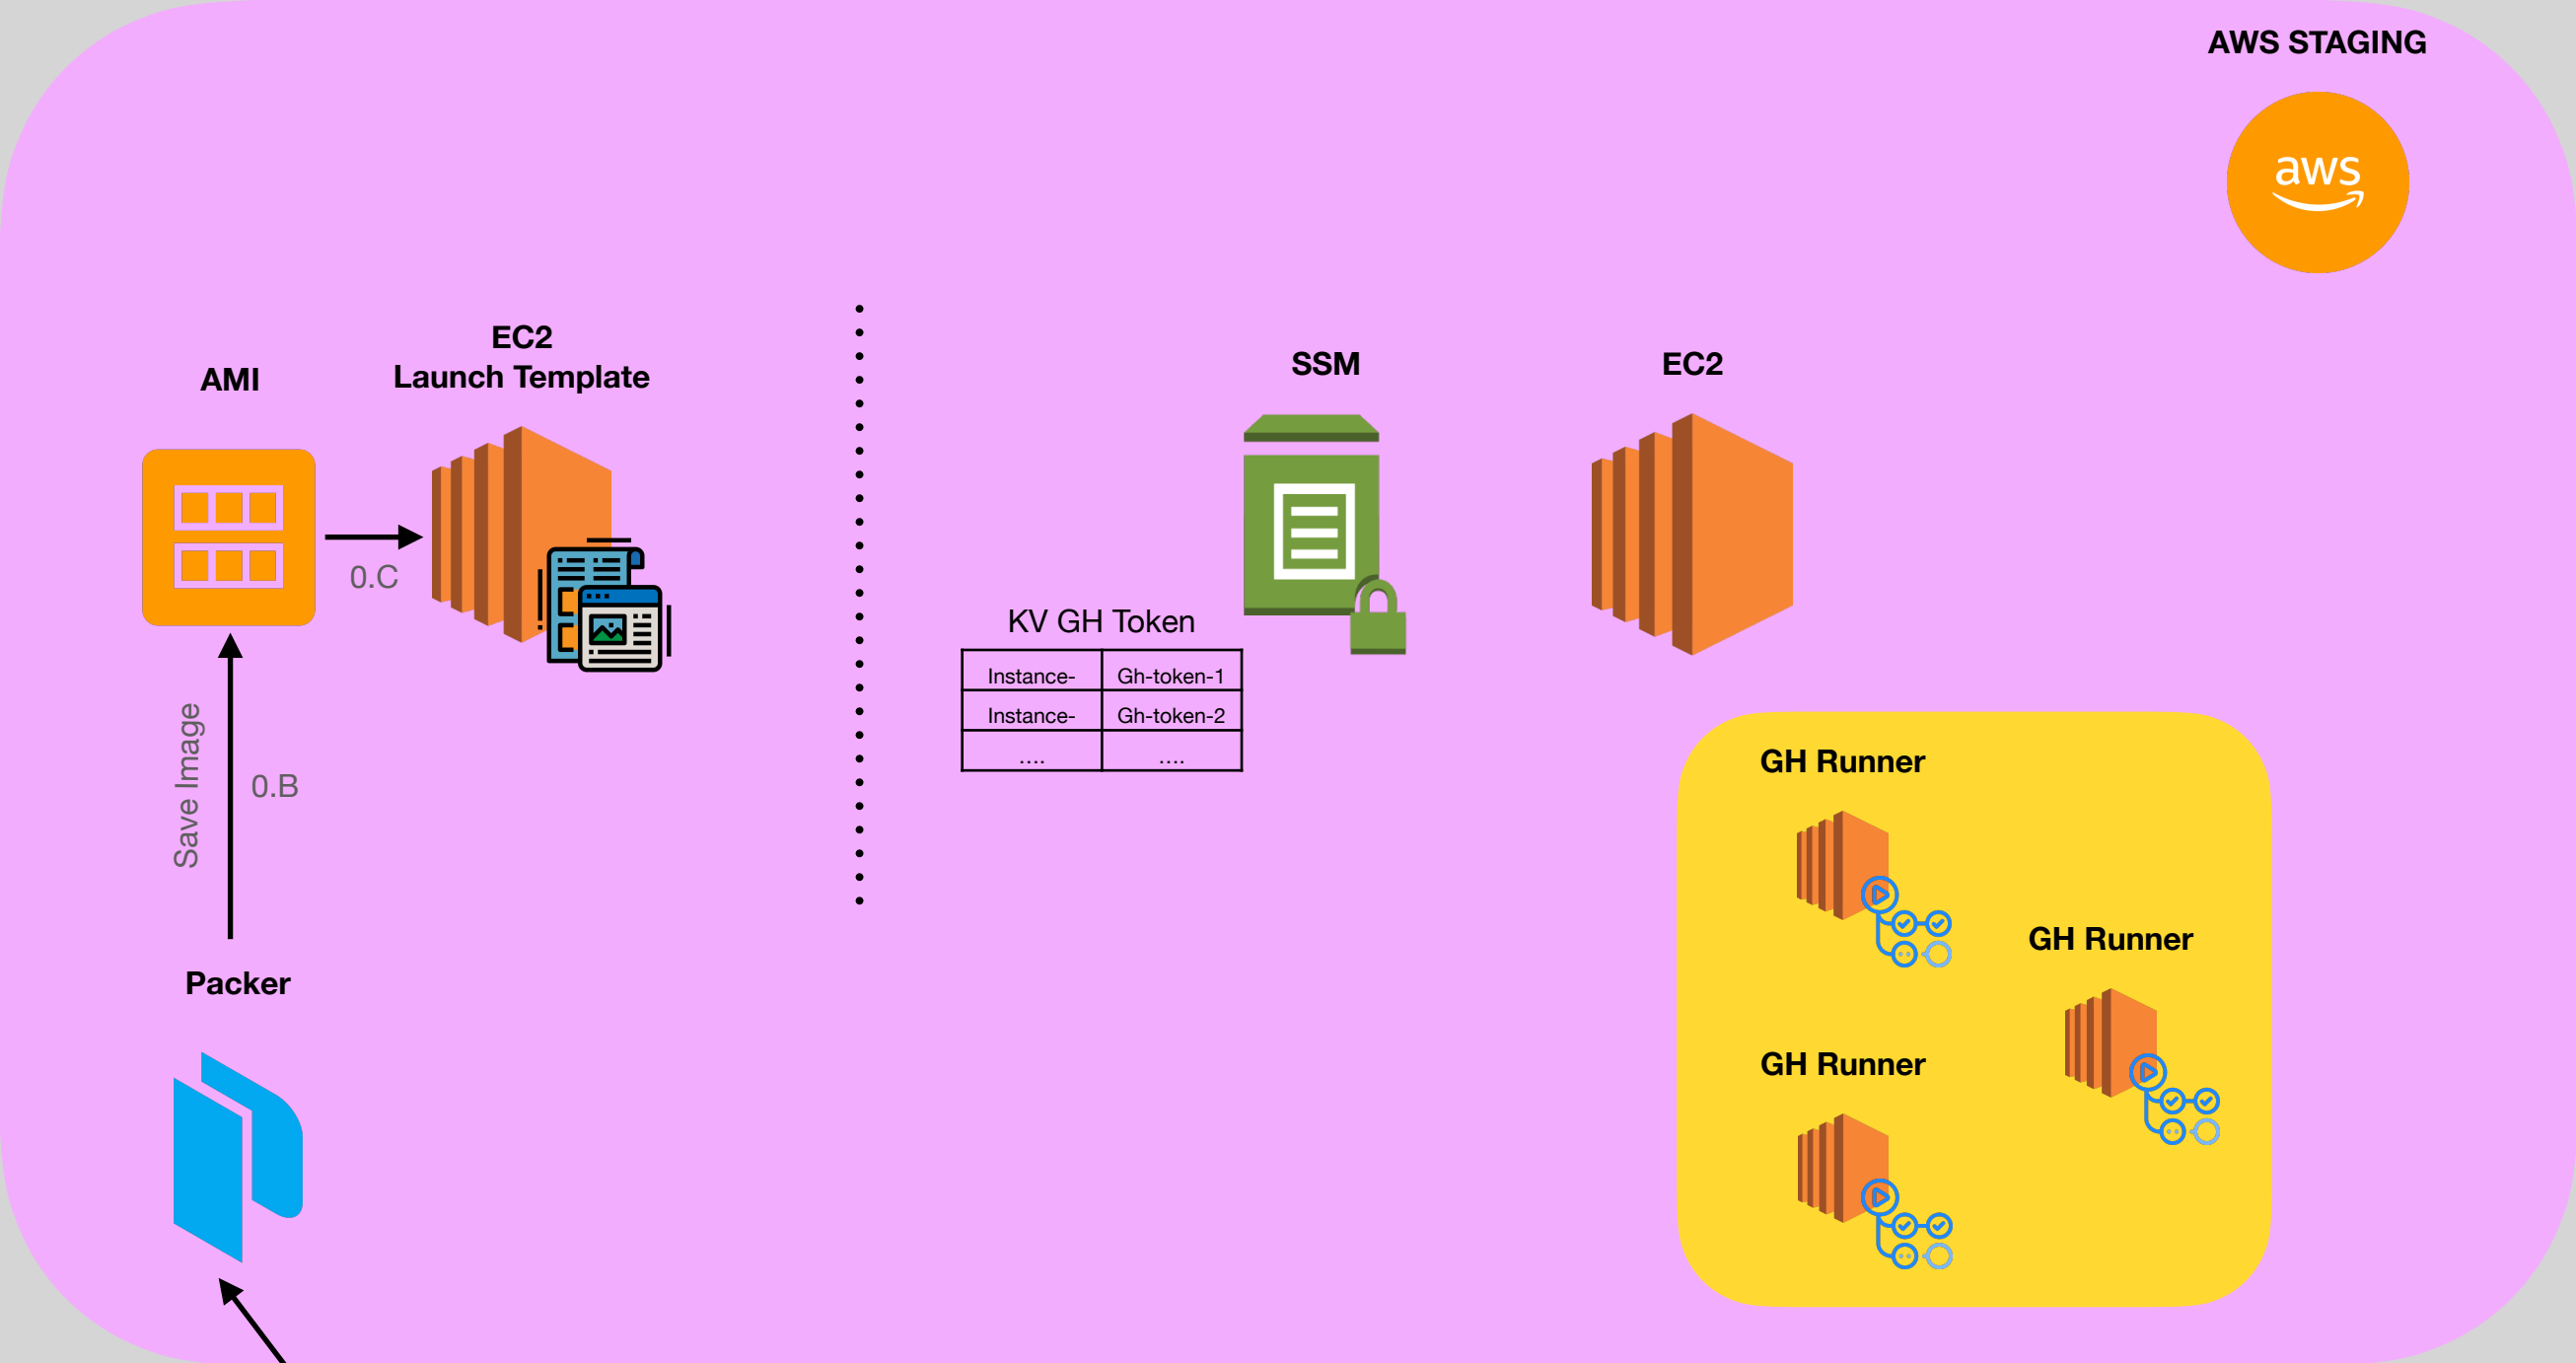 AWS STAGING
aws
EC2
Launch Template
AMI
0.C
Save Image
0.B
Packer
SSM
EC2
KV GH Token
Instance- Gh-token-1
Instance- Gh-token-2
.... ....
GH Runner
GH Runner
GH Runner